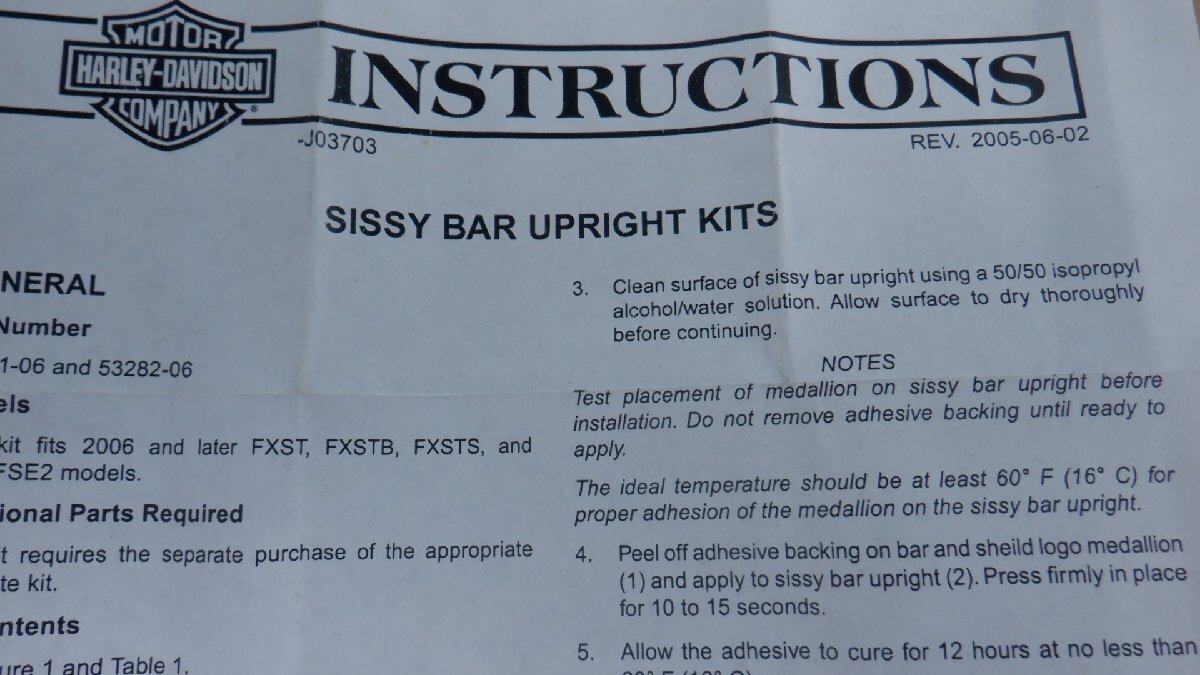 MOTOR
HARLEY-DAVIDSON
COMPANY
®
INSTRUCTIONS
-J03703
REV. 2005-06-02
SISSY BAR UPRIGHT KITS
NERAL
Number
1-06 and 53282-06
els
kit fits 2006 and later FXST, FXSTB, FXSTS, and
FSE2 models.
ional Parts Required
t requires the separate purchase of the appropriate
te kit.
ntents
ure 1 and Table 1.
3. Clean surface of sissy bar upright using a 50/50 isopropyl
alcohol/water solution. Allow surface to dry thoroughly
before continuing.
NOTES
Test placement of medallion on sissy bar upright before
installation. Do not remove adhesive backing until ready to
apply.
The ideal temperature should be at least 60° F (16° C) for
proper adhesion of the medallion on the sissy bar upright.
4. Peel off adhesive backing on bar and sheild logo medallion
(1) and apply to sissy bar upright (2). Press firmly in place
for 10 to 15 seconds.
5. Allow the adhesive to cure for 12 hours at no less than